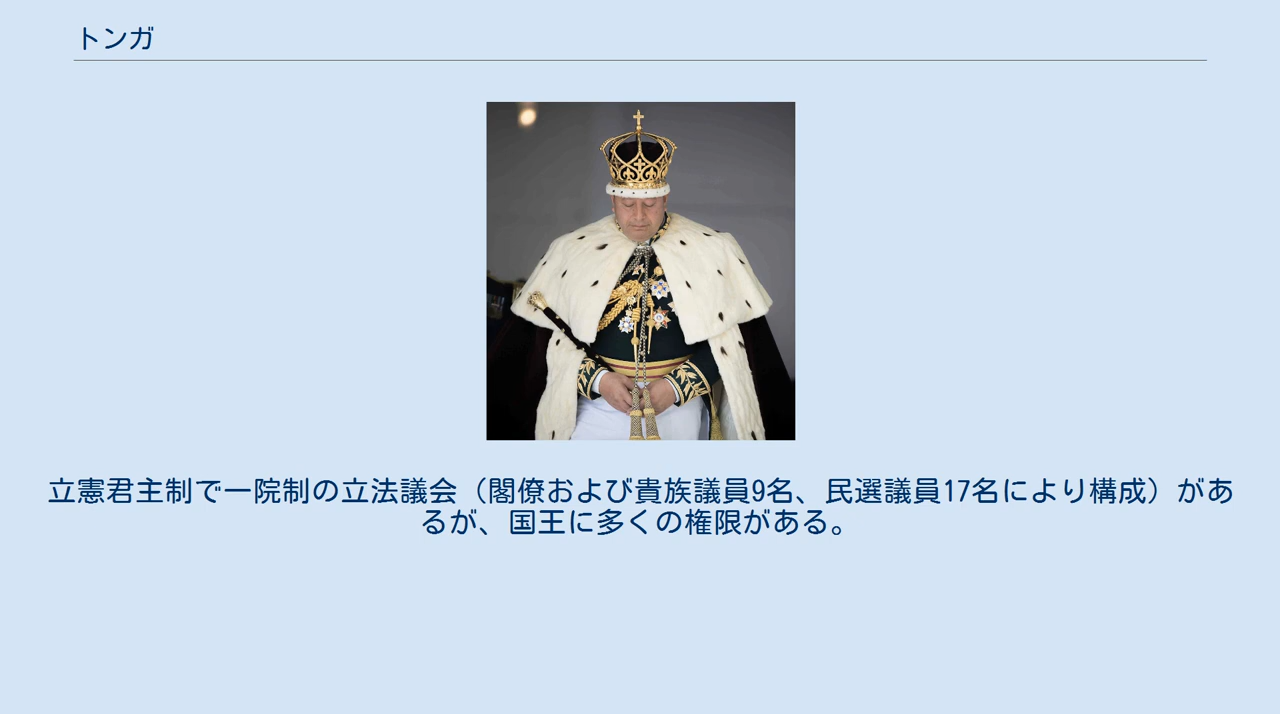 トンガ
立憲君主制で一院制の立法議会（閣僚および貴族議員9名、民選議員17名により構成）があ
るが、国王に多くの権限がある。